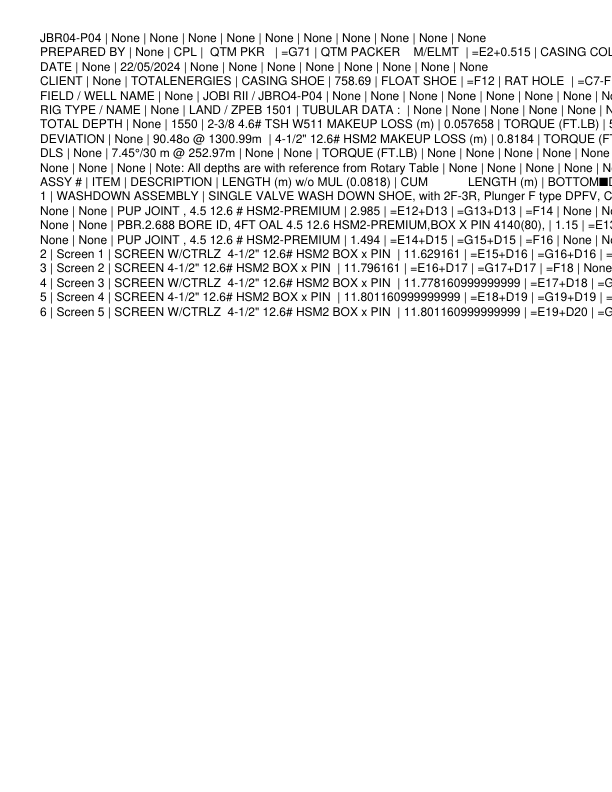 JBR04-P04 | None | None | None | None | None | None | None | None | None
PREPARED BY | None | CPL |  QTM PKR   | =G71 | QTM PACKER    M/ELMT  | =E2+0.515 | CASING COL
DATE | None | 22/05/2024 | None | None | None | None | None | None | None
CLIENT | None | TOTALENERGIES | CASING SHOE | 758.69 | FLOAT SHOE | =F12 | RAT HOLE  | =C7-F
FIELD / WELL NAME | None | JOBI RII / JBRO4-P04 | None | None | None | None | None | None | No
RIG TYPE / NAME | None | LAND / ZPEB 1501 | TUBULAR DATA :  | None | None | None | None | N
TOTAL DEPTH | None | 1550 | 2-3/8 4.6# TSH W511 MAKEUP LOSS (m) | 0.057658 | TORQUE (FT.LB) | 5
DEVIATION | None | 90.48o @ 1300.99m  | 4-1/2" 12.6# HSM2 MAKEUP LOSS (m) | 0.8184 | TORQUE (FT
DLS | None | 7.45°/30 m @ 252.97m | None | None | TORQUE (FT.LB) | None | None | None | None
None | None | Note: All depths are with reference from Rotary Table | None | None | None | None | N
ASSY # | ITEM | DESCRIPTION | LENGTH (m) w/o MUL (0.0818) | CUM            LENGTH (m) | BOTTOM■D
1 | WASHDOWN ASSEMBLY | SINGLE VALVE WASH DOWN SHOE, with 2F-3R, Plunger F type DPFV, C
None | None | PUP JOINT , 4.5 12.6 # HSM2-PREMIUM | 2.985 | =E12+D13 | =G13+D13 | =F14 | None | No
None | None | PBR.2.688 BORE ID, 4FT OAL 4.5 12.6 HSM2-PREMIUM,BOX X PIN 4140(80), | 1.15 | =E13
None | None | PUP JOINT , 4.5 12.6 # HSM2-PREMIUM | 1.494 | =E14+D15 | =G15+D15 | =F16 | None | No
2 | Screen 1 | SCREEN W/CTRLZ  4-1/2" 12.6# HSM2 BOX x PIN  | 11.629161 | =E15+D16 | =G16+D16 | =
3 | Screen 2 | SCREEN 4-1/2" 12.6# HSM2 BOX x PIN  | 11.796161 | =E16+D17 | =G17+D17 | =F18 | None
4 | Screen 3 | SCREEN W/CTRLZ  4-1/2" 12.6# HSM2 BOX x PIN  | 11.778160999999999 | =E17+D18 | =G
5 | Screen 4 | SCREEN 4-1/2" 12.6# HSM2 BOX x PIN  | 11.801160999999999 | =E18+D19 | =G19+D19 | =
6 | Screen 5 | SCREEN W/CTRLZ  4-1/2" 12.6# HSM2 BOX x PIN  | 11.801160999999999 | =E19+D20 | =G